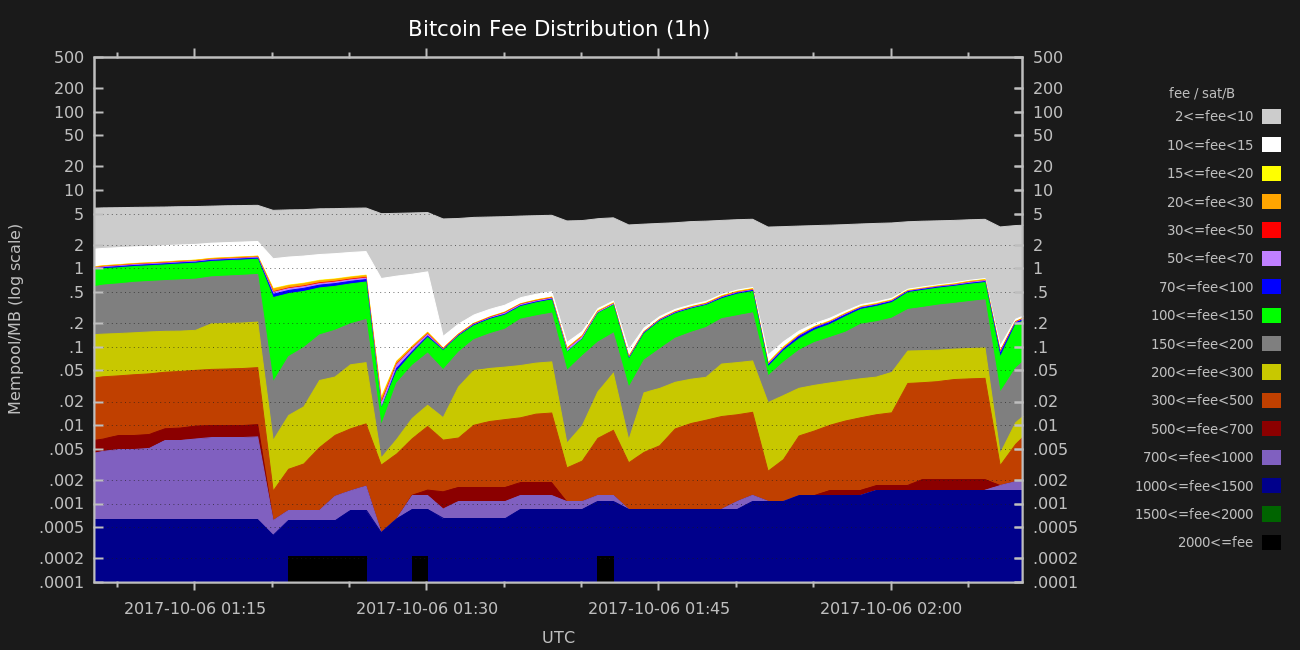 Bitcoin Fee Distribution (1h)
500
200
100
50
20
10
5
2
1
.5
.2
.1
.05
.02
.01
.005
.002
.001
.0005
.0002
.0001
Mempool/MB (log scale)
500
200
100
50
20
10
5
2
1
.5
.2
.1
.05
.02
.01
.005
.002
.001
.0005
.0002
.0001
2017-10-06 01:15
2017-10-06 01:30
2017-10-06 01:45
2017-10-06 02:00
UTC
fee / sat/B
2<=fee<10
10<=fee<15
15<=fee<20
20<=fee<30
30<=fee<50
50<=fee<70
70<=fee<100
100<=fee<150
150<=fee<200
200<=fee<300
300<=fee<500
500<=fee<700
700<=fee<1000
1000<=fee<1500
1500<=fee<2000
2000<=fee